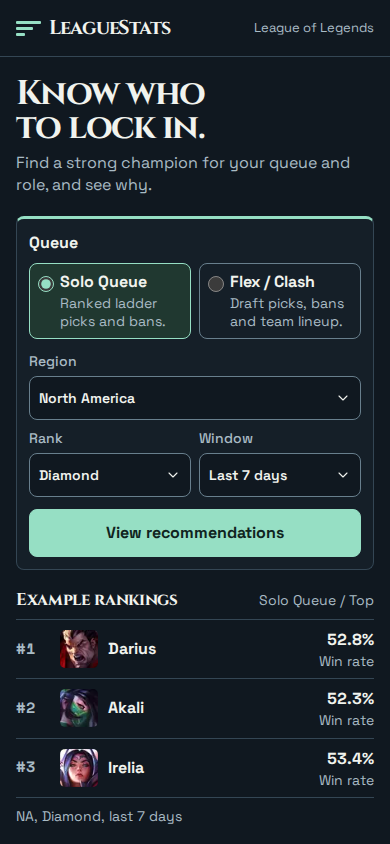 LeagueStats
League of Legends
Know who
to lock in.
Find a strong champion for your queue and
role, and see why.
Queue
Solo Queue
Ranked ladder
picks and bans.
Flex / Clash
Draft picks, bans
and team lineup.
Region
North America
Rank
Window
Diamond
Last 7 days
View recommendations
Example rankings
Solo Queue / Top
#1
Darius
52.8%
Win rate
#2
Akali
52.3%
Win rate
#3
Irelia
53.4%
Win rate
NA, Diamond, last 7 days